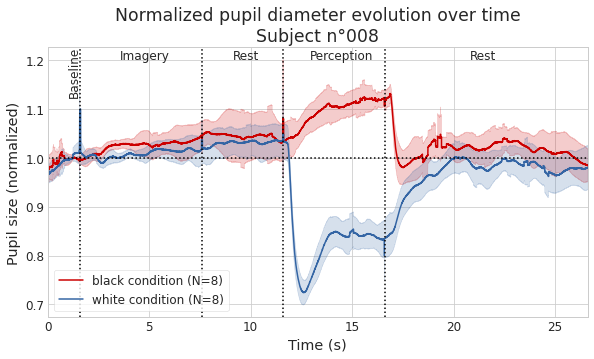 Normalized pupil diameter evolution over time
Subject n°008
Baseline
Imagery
Rest
Perception
Rest
1.2
1.1
1.0
0.9
0.8
0.7
Pupil size (normalized)
black condition (N=8)
white condition (N=8)
0
5
10
15
20
25
Time (s)